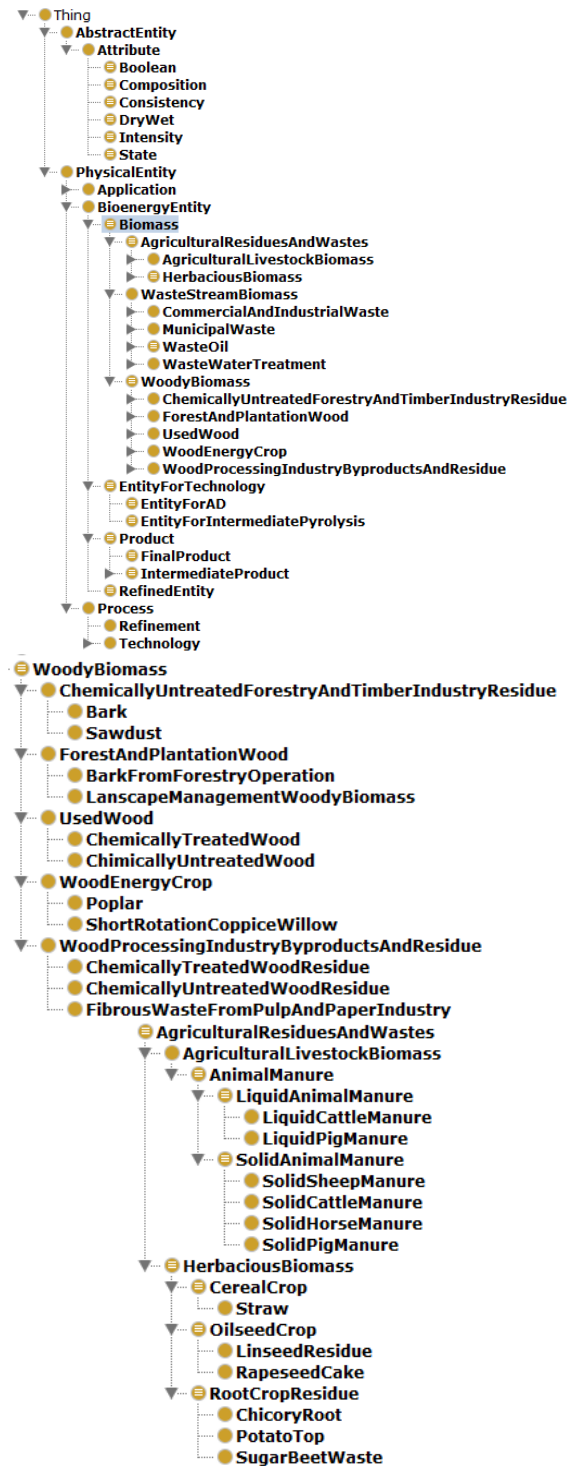 Thing
AbstractEntity
Attribute
Boolean
Composition
Consistency
DryWet
Intensity
State
PhysicalEntity
Application
BioenergyEntity
Biomass
AgriculturalResiduesAndWastes
AgriculturalLivestockBiomass
HerbaciousBiomass
WasteStreamBiomass
CommercialAndIndustrialWaste
MunicipalWaste
WasteOil
WasteWaterTreatment
WoodyBiomass
ChemicallyUntreatedForestryAndTimberIndustryResidue
ForestAndPlantationWood
UsedWood
WoodEnergyCrop
WoodProcessingIndustryByproductsAndResidue
EntityForTechnology
EntityForAD
EntityForIntermediatePyrolysis
Product
FinalProduct
IntermediateProduct
RefinedEntity
Process
Refinement
Technology
WoodyBiomass
ChemicallyUntreatedForestryAndTimberIndustryResidue
Bark
Sawdust
ForestAndPlantationWood
BarkFromForestryOperation
LanscapeManagementWoodyBiomass
UsedWood
ChemicallyTreatedWood
ChimicallyUntreatedWood
WoodEnergyCrop
Poplar
ShortRotationCoppiceWillow
WoodProcessingIndustryByproductsAndResidue
ChemicallyTreatedWoodResidue
ChemicallyUntreatedWoodResidue
FibrousWasteFromPulpAndPaperIndustry
AgriculturalResiduesAndWastes
AgriculturalLivestockBiomass
AnimalManure
LiquidAnimalManure
LiquidCattleManure
LiquidPigManure
SolidAnimalManure
SolidSheepManure
SolidCattleManure
SolidHorseManure
SolidPigManure
HerbaciousBiomass
CerealCrop
Straw
OilseedCrop
LinseedResidue
RapeseedCake
RootCropResidue
ChicoryRoot
PotatoTop
SugarBeetWaste